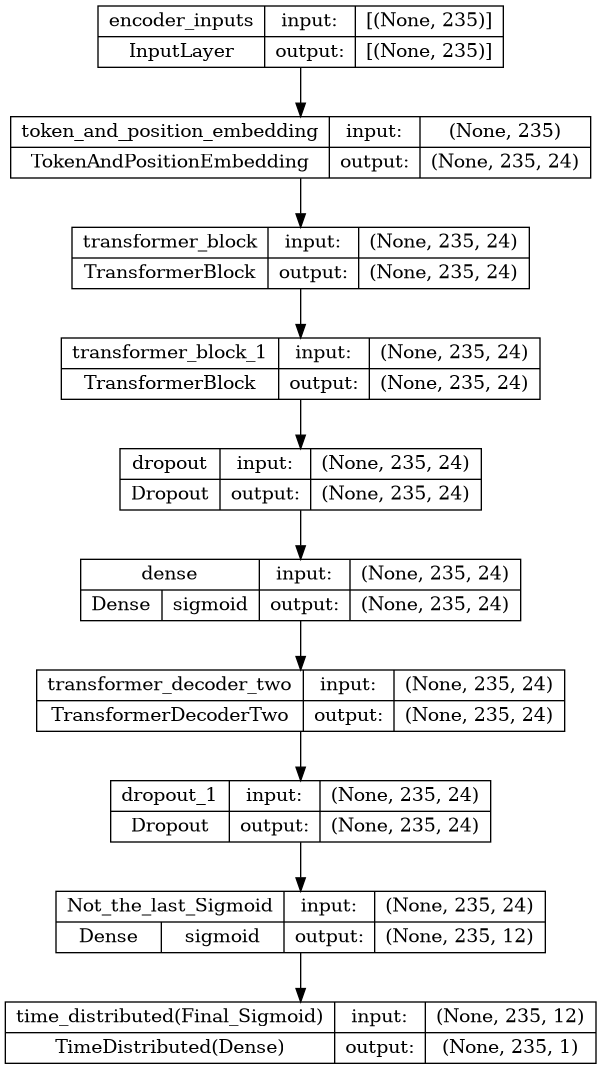 encoder_inputs input: [(None, 235)]
InputLayer output: [(None, 235)]
token_and_position_embedding input: (None, 235)
TokenAndPositionEmbedding output: (None, 235, 24)
transformer_block input: (None, 235, 24)
TransformerBlock output: (None, 235, 24)
transformer_block_1 input: (None, 235, 24)
TransformerBlock output: (None, 235, 24)
dropout input: (None, 235, 24)
Dropout output: (None, 235, 24)
dense input: (None, 235, 24)
Dense sigmoid output: (None, 235, 24)
transformer_decoder_two input: (None, 235, 24)
TransformerDecoderTwo output: (None, 235, 24)
dropout_1 input: (None, 235, 24)
Dropout output: (None, 235, 24)
Not_the_last_Sigmoid input: (None, 235, 24)
Dense sigmoid output: (None, 235, 12)
time_distributed(Final_Sigmoid) input: (None, 235, 12)
TimeDistributed(Dense) output: (None, 235, 1)